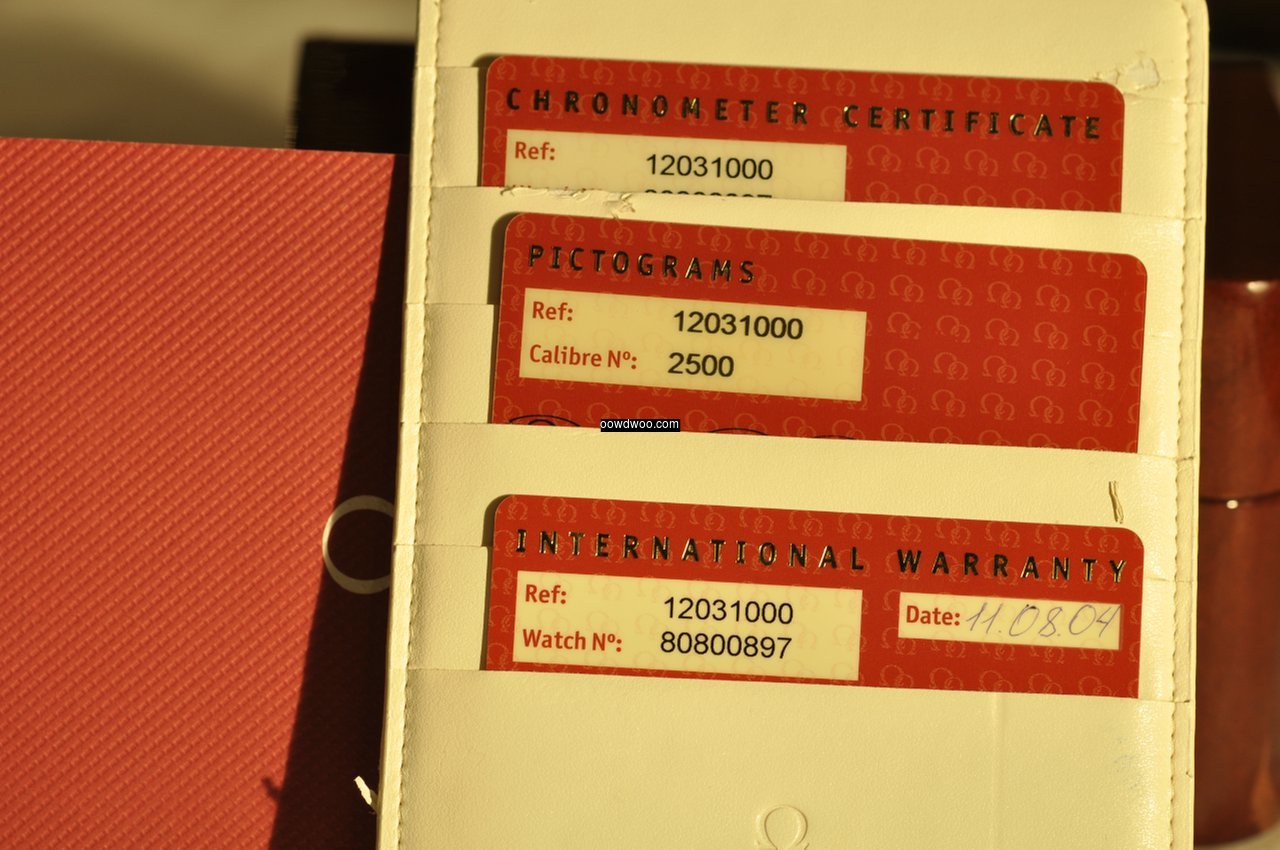 CHRONOMETER CERTIFICATE
Ref: 12031000
PICTOGRAMS
Ref: 12031000
Calibre Nº: 2500
oowdwoo.com
INTERNATIONAL WARRANTY
Ref: 12031000
Date: 11.08.04
Watch Nº: 80800897